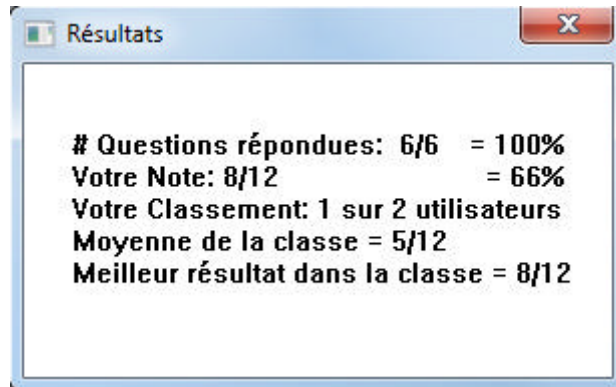 Résultats
# Questions répondues: 6/6 = 100%
Votre Note: 8/12 = 66%
Votre Classement: 1 sur 2 utilisateurs
Moyenne de la classe = 5/12
Meilleur résultat dans la classe = 8/12